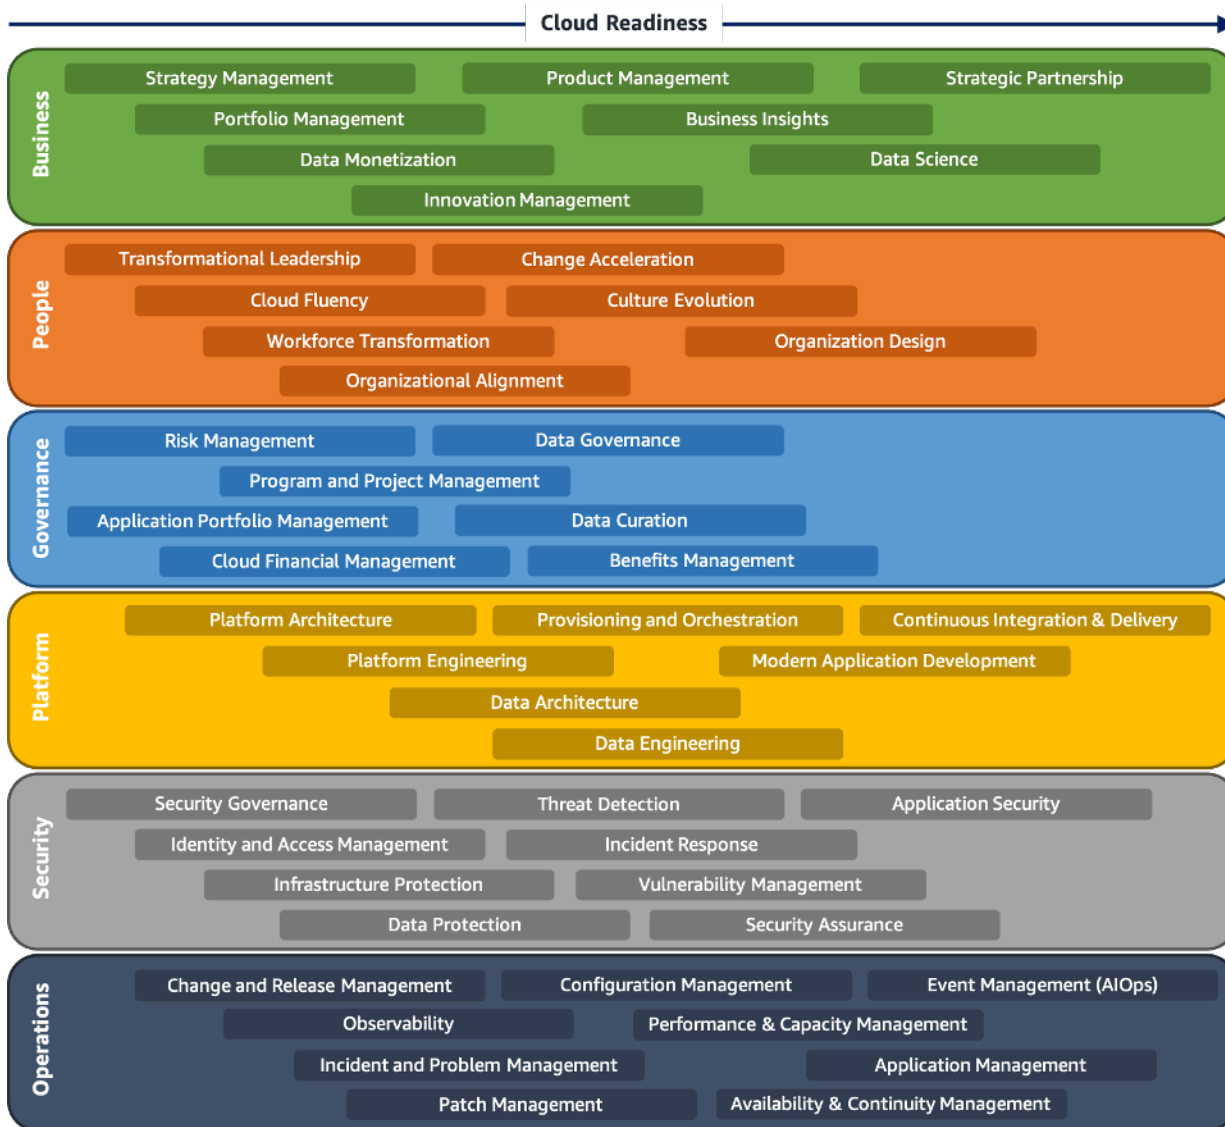 Cloud Readiness
Business
Strategy Management
Product Management
Strategic Partnership
Portfolio Management
Business Insights
Data Monetization
Data Science
Innovation Management
People
Transformational Leadership
Change Acceleration
Cloud Fluency
Culture Evolution
Workforce Transformation
Organization Design
Organizational Alignment
Governance
Risk Management
Data Governance
Program and Project Management
Application Portfolio Management
Data Curation
Cloud Financial Management
Benefits Management
Platform
Platform Architecture
Provisioning and Orchestration
Continuous Integration & Delivery
Platform Engineering
Modern Application Development
Data Architecture
Data Engineering
Security
Security Governance
Threat Detection
Application Security
Identity and Access Management
Incident Response
Infrastructure Protection
Vulnerability Management
Data Protection
Security Assurance
Operations
Change and Release Management
Configuration Management
Event Management (AIOps)
Observability
Performance & Capacity Management
Incident and Problem Management
Application Management
Patch Management
Availability & Continuity Management